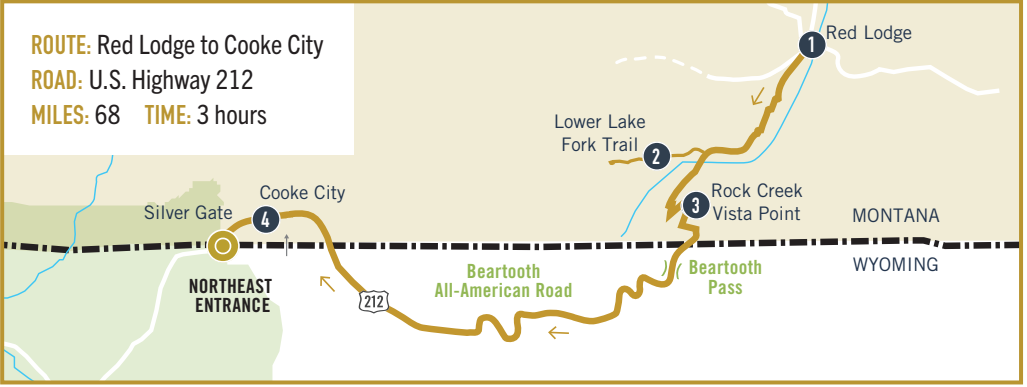 ROUTE: Red Lodge to Cooke City
ROAD: U.S. Highway 212
MILES: 68 TIME: 3 hours
1
Red Lodge
Lower Lake
Fork Trail
2
Rock Creek
Vista Point
3
Cooke City
4
Silver Gate
MONTANA
WYOMING
NORTHEAST
ENTRANCE
212
Beartooth
All-American Road
Beartooth
Pass